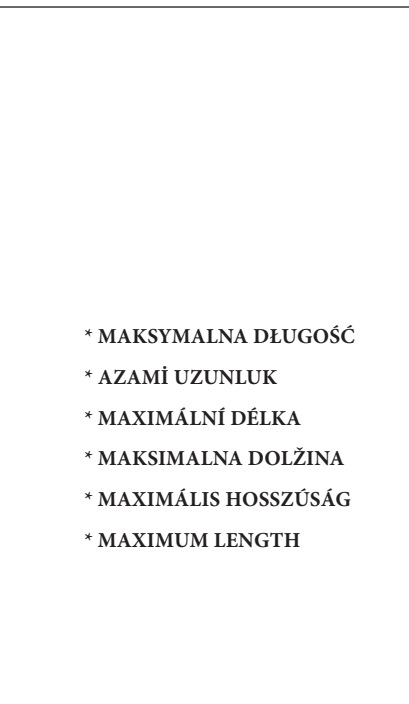 * MAKSYMALNA DŁUGOŚĆ
* AZAMİ UZUNLUK
* MAXIMÁLNÍ DÉLKA
* MAKSIMALNA DOLŽINA
* MAXIMÁLIS HOSSZÚSÁG
* MAXIMUM LENGTH